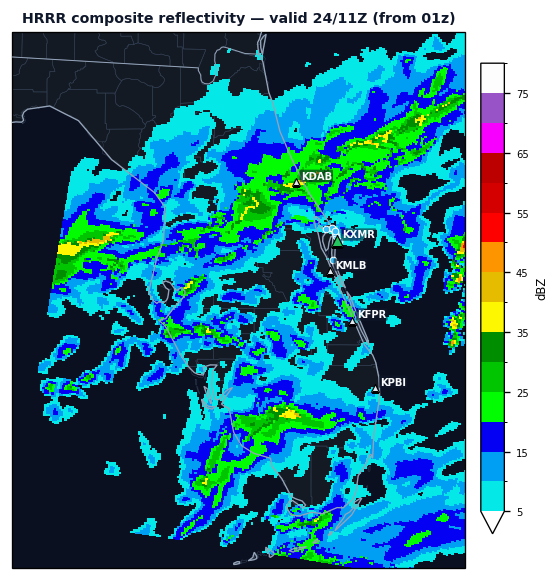 HRRR composite reflectivity — valid 24/11Z (from 01z)
KDAB
KXMR
KMLB
KFPR
KPBI
75
65
55
45
35
25
15
5
dBZ